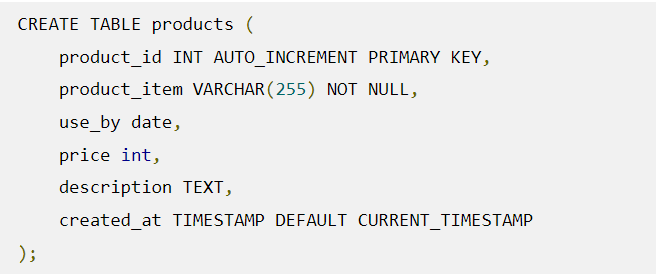 CREATE TABLE products (
    product_id INT AUTO_INCREMENT PRIMARY KEY,
    product_item VARCHAR(255) NOT NULL,
    use_by date,
    price int,
    description TEXT,
    created_at TIMESTAMP DEFAULT CURRENT_TIMESTAMP
);